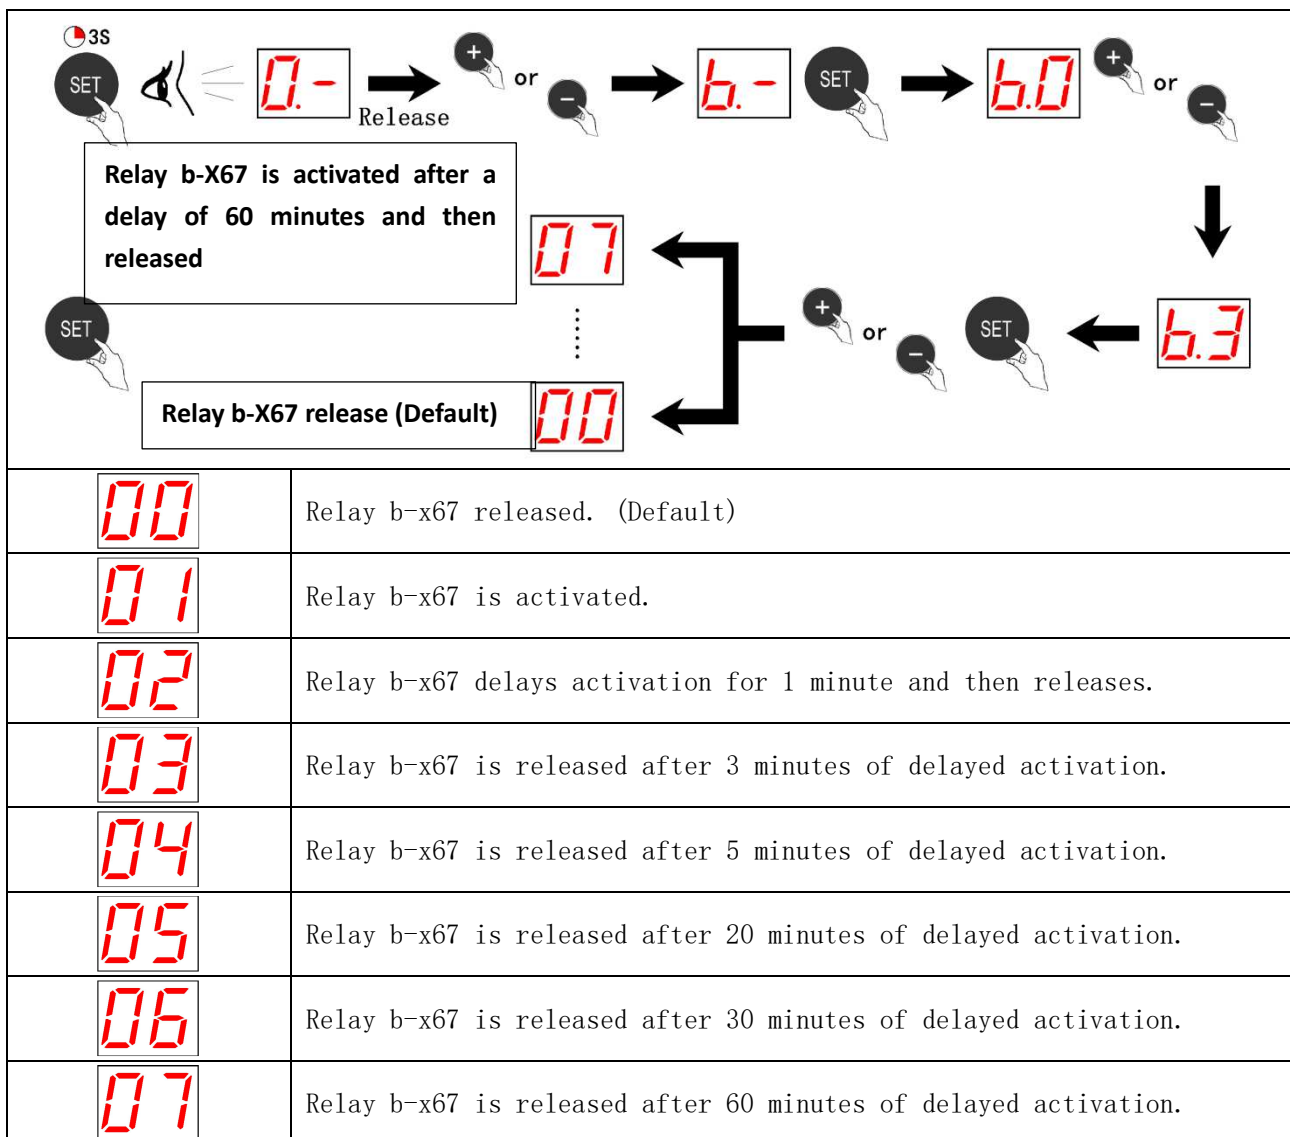 3S
SET
0.-
Release
+
or
-
b.-
SET
b.0
+
or
-
Relay b-X67 is activated after a
delay of 60 minutes and then
released
07
SET
+
or
-
SET
b.3
Relay b-X67 release (Default)
00
00
Relay b-x67 released. (Default)
01
Relay b-x67 is activated.
02
Relay b-x67 delays activation for 1 minute and then releases.
03
Relay b-x67 is released after 3 minutes of delayed activation.
04
Relay b-x67 is released after 5 minutes of delayed activation.
05
Relay b-x67 is released after 20 minutes of delayed activation.
06
Relay b-x67 is released after 30 minutes of delayed activation.
07
Relay b-x67 is released after 60 minutes of delayed activation.